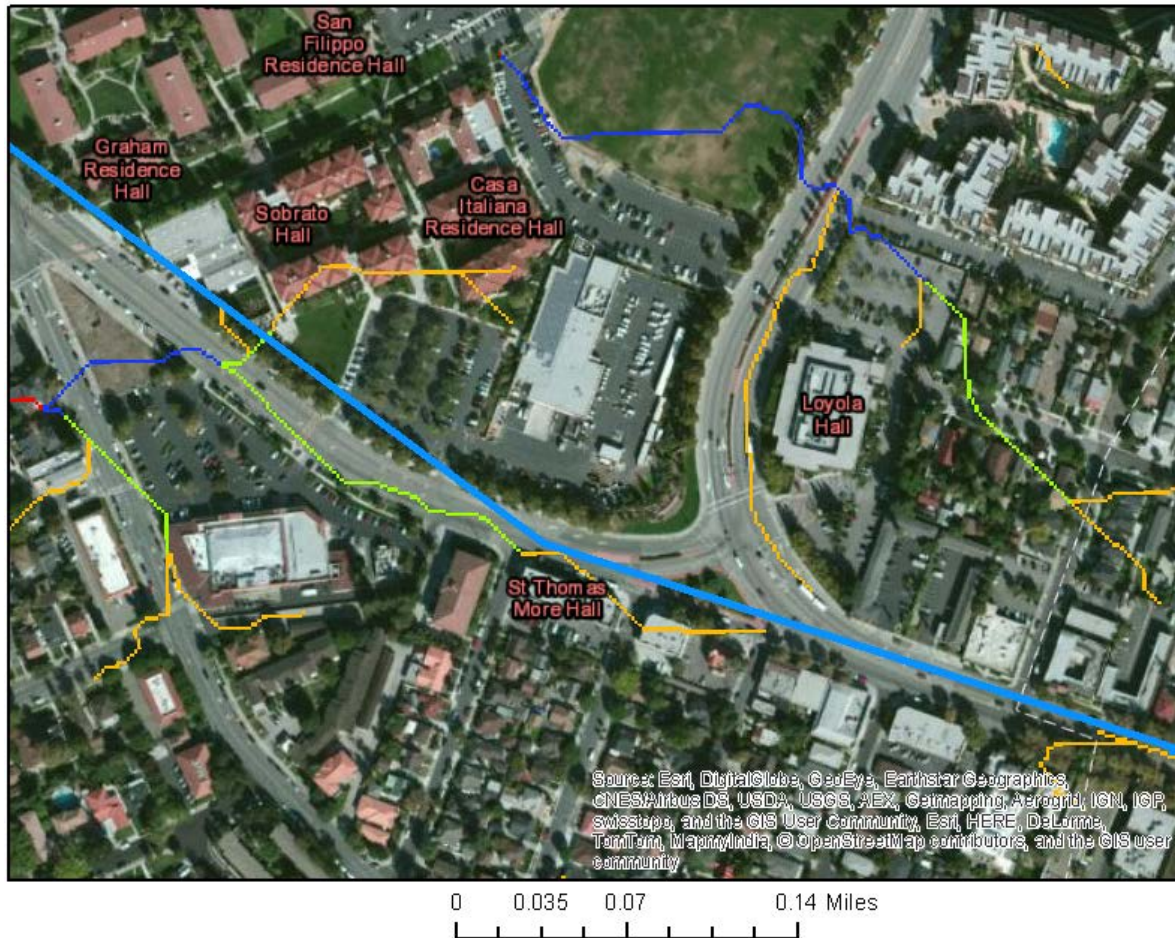 San
Filippo
Residence Hall
Graham
Residence
Hall
Casa
Italiana
Residence Hall
Sobrato
Hall
Loyola
Hall
St Thomas
More Hall
Source: Esri, DigitalGlobe, GeoEye, Earthstar Geographics,
CNES/Airbus DS, USDA, USGS, AEX, Getmapping, Aerogrid, IGN, IGP,
swisstopo, and the GIS User Community, Esri, HERE, DeLorme,
TomTom, MapmyIndia, © OpenStreetMap contributors, and the GIS user
community
0 0.035 0.07 0.14 Miles